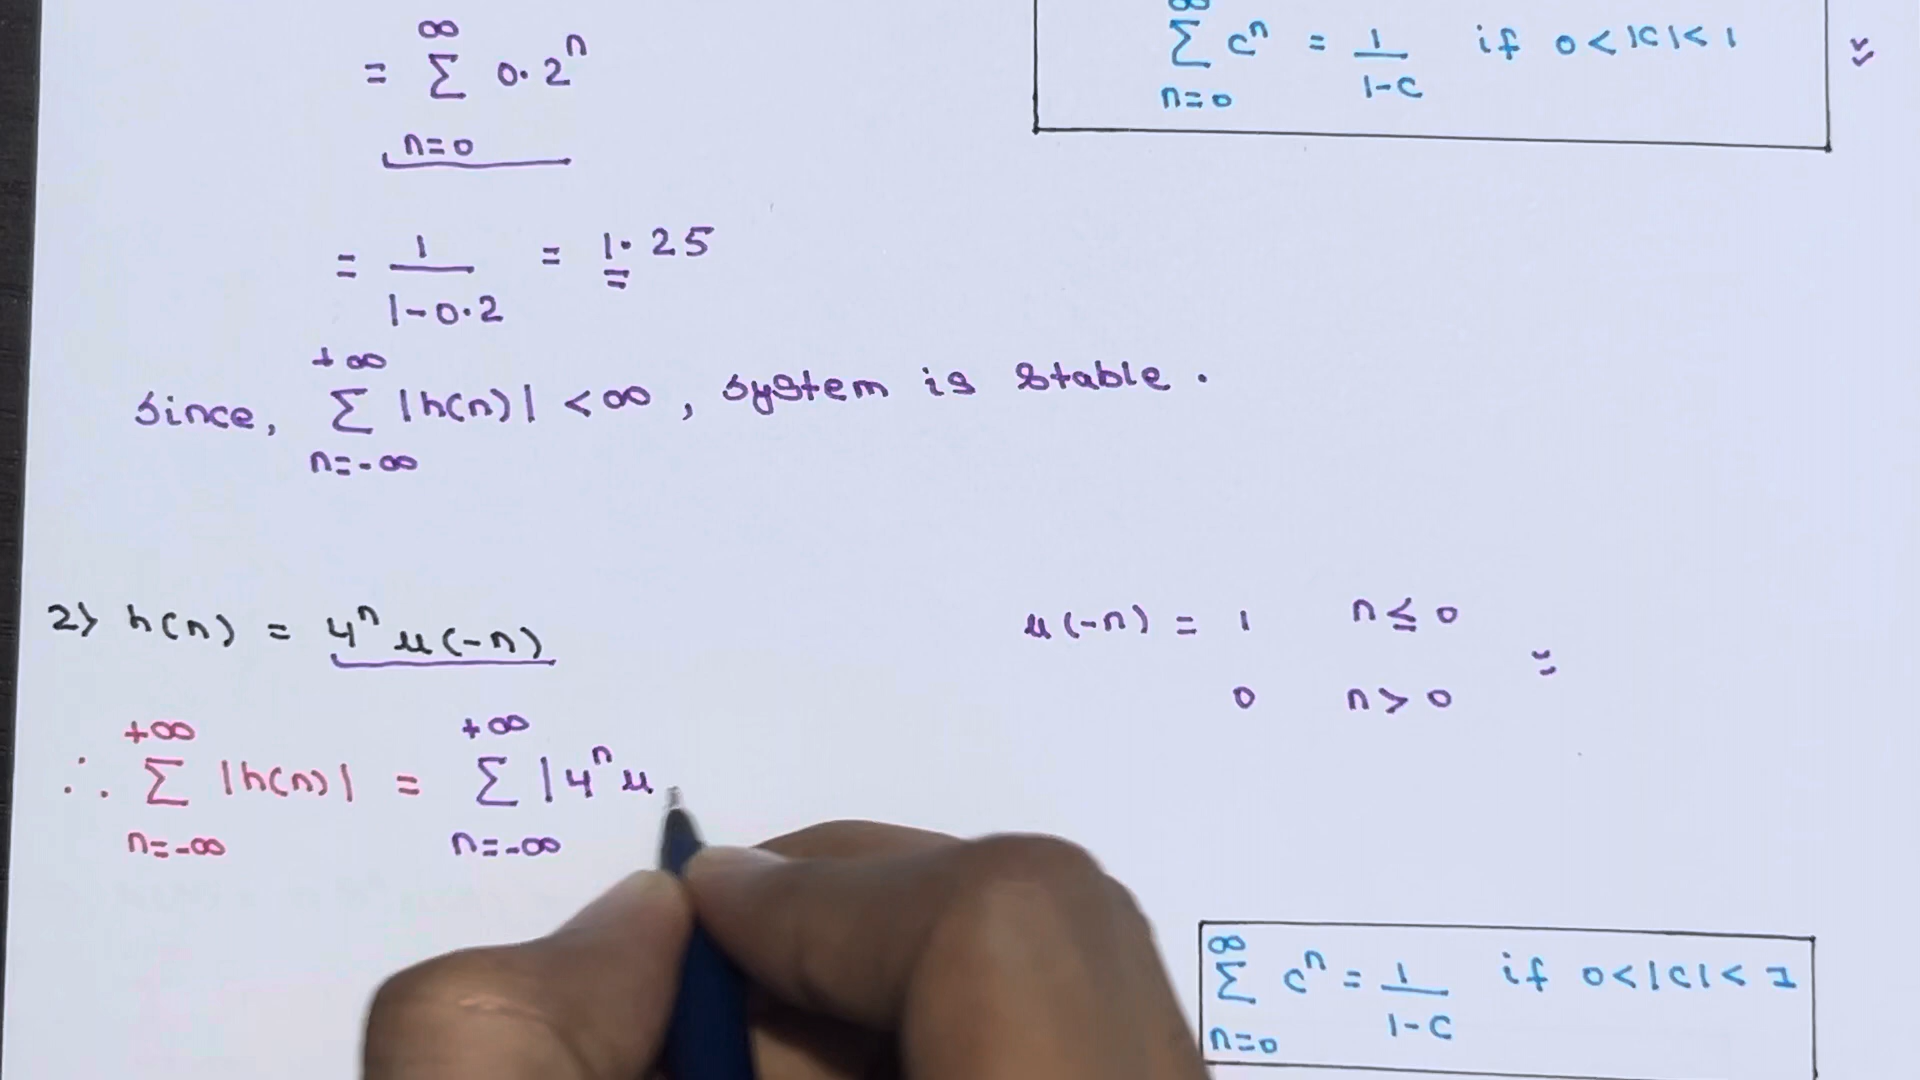 = ∞ Σ n=0 0.2ⁿ
∞ Σ n=0 cⁿ = 1/(1-c) if 0<|c|<1
= 1/(1-0.2) = 1.25
since, +∞ Σ n=-∞ |h(n)| <∞, system is stable.
2) h(n) = 4ⁿ u(-n)
u(-n) = 1 n≤0
0 n>0
∴ +∞ Σ n=-∞ |h(n)| = +∞ Σ n=-∞ |4ⁿu
∞ Σ n=0 cⁿ = 1/(1-c) if 0<|c|<1